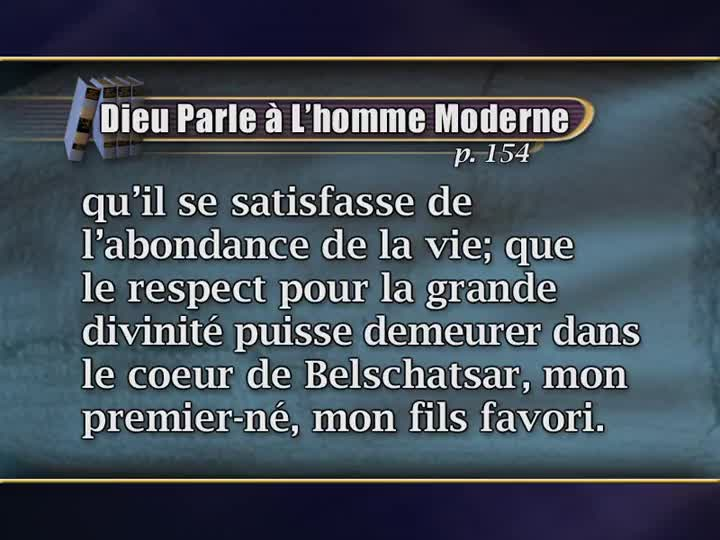 Dieu Parle à L'homme Moderne
p. 154
qu'il se satisfasse de
l'abondance de la vie; que
le respect pour la grande
divinité puisse demeurer dans
le coeur de Belschatsar, mon
premier-né, mon fils favori.